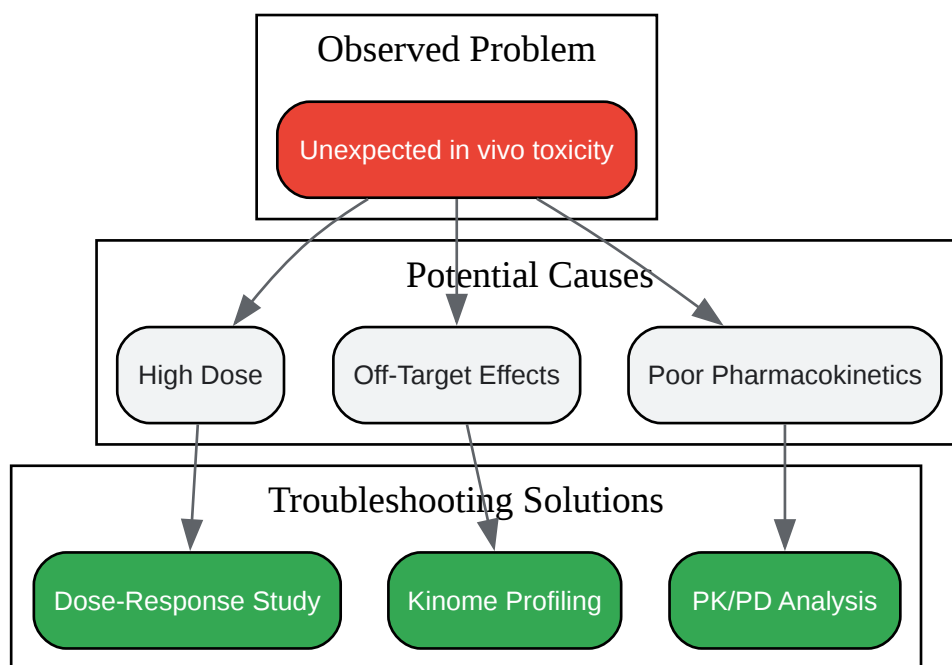 Observed Problem
Unexpected in vivo toxicity
Potential Causes
High Dose
Off-Target Effects
Poor Pharmacokinetics
Troubleshooting Solutions
Dose-Response Study
Kinome Profiling
PK/PD Analysis